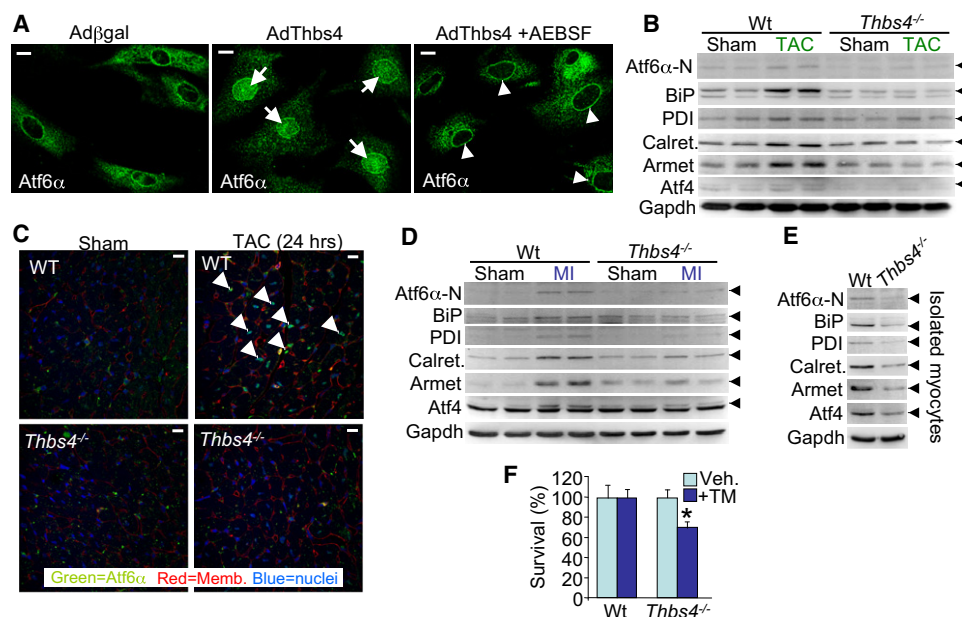 A
Adβgal
AdThbs4
AdThbs4 +AEBSF
Atf6α
Atf6α
Atf6α
B
Wt
Thbs4-/-
Sham
TAC
Sham
TAC
Atf6α-N
BiP
PDI
Calret.
Armet
Atf4
Gapdh
C
Sham
TAC (24 hrs)
WT
WT
Thbs4-/-
Thbs4-/-
Green=Atf6α Red=Memb. Blue=nuclei
D
Wt
Thbs4-/-
Sham
MI
Sham
MI
Atf6α-N
BiP
PDI
Calret.
Armet
Atf4
Gapdh
E
Wt
Thbs4-/-
Atf6α-N
BiP
PDI
Calret.
Armet
Atf4
Gapdh
Isolated myocytes
F
Veh.
+TM
*
Survival (%)
120
100
80
60
40
20
0
Wt
Thbs4-/-